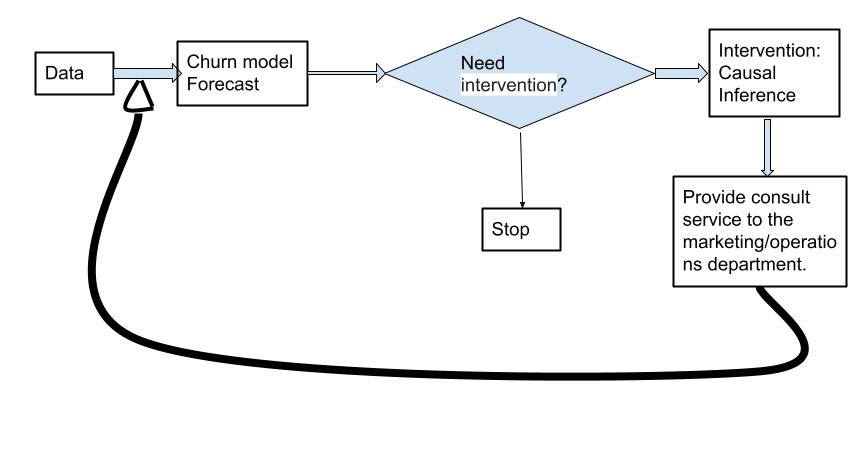 Data
Churn model
Forecast
Need
intervention?
Intervention:
Causal
Inference
Stop
Provide consult
service to the
marketing/operatio
ns department.